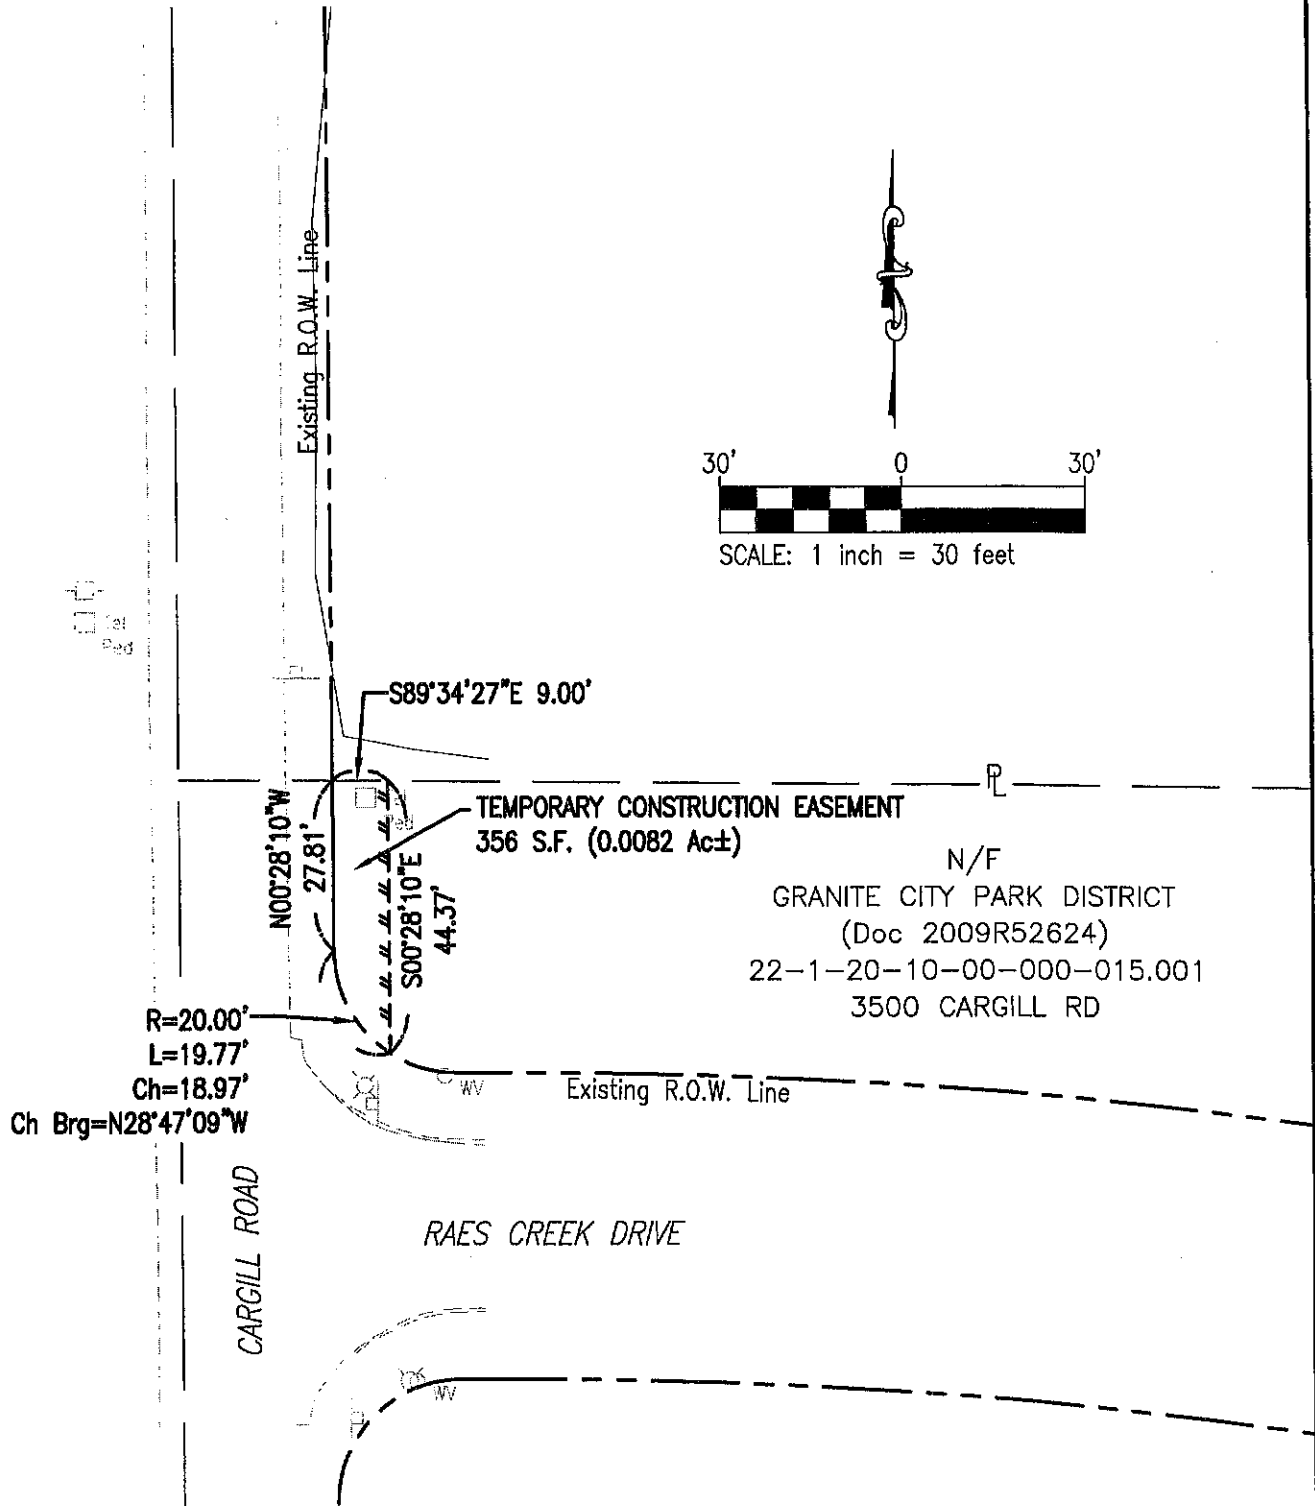 Existing R.O.W. Line
30' 0 30'
SCALE: 1 inch = 30 feet
Tel
Ped
S89°34'27"E 9.00'
PL
N00°28'10"W
27.81'
Ped
TEMPORARY CONSTRUCTION EASEMENT
356 S.F. (0.0082 Ac±)
S00°28'10"E
44.37'
N/F
GRANITE CITY PARK DISTRICT
(Doc 2009R52624)
22-1-20-10-00-000-015.001
3500 CARGILL RD
R=20.00'
L=19.77'
Ch=18.97'
Ch Brg=N28°47'09"W
WV
Existing R.O.W. Line
CARGILL ROAD
RAES CREEK DRIVE
WV